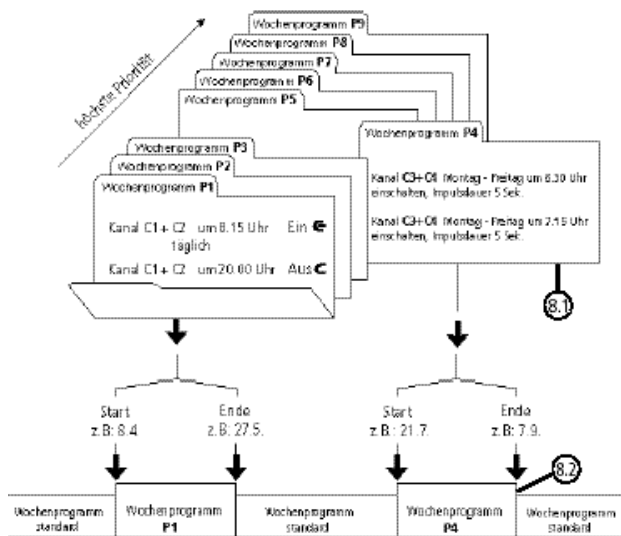 Wochenprogramm P9
Wochenprogramm P8
Wochenprogramm P7
Wochenprogramm P6
Wochenprogramm P5
Wochenprogramm P4
Wochenprogramm P3
Wochenprogramm P2
Wochenprogramm P1
höchste Priorität
Kanal C1 + C2 um 8.15 Uhr Ein
täglich
Kanal C1 + C2 um 20.00 Uhr Aus
Kanal C3+C4 Montag - Freitag um 6.30 Uhr
einschalten, Impulsdauer 5 Sek.
Kanal C3+C4 Montag - Freitag um 7.15 Uhr
einschalten, Impulsdauer 5 Sek.
8.1
Start
z.B: 8.4.
Ende
z.B: 27.5.
Start
z.B.: 21.7.
Ende
z.B: 7.9.
8.2
Wochenprogramm
standard
Wochenprogramm
P1
Wochenprogramm
standard
Wochenprogramm
P4
Wochenprogramm
standard